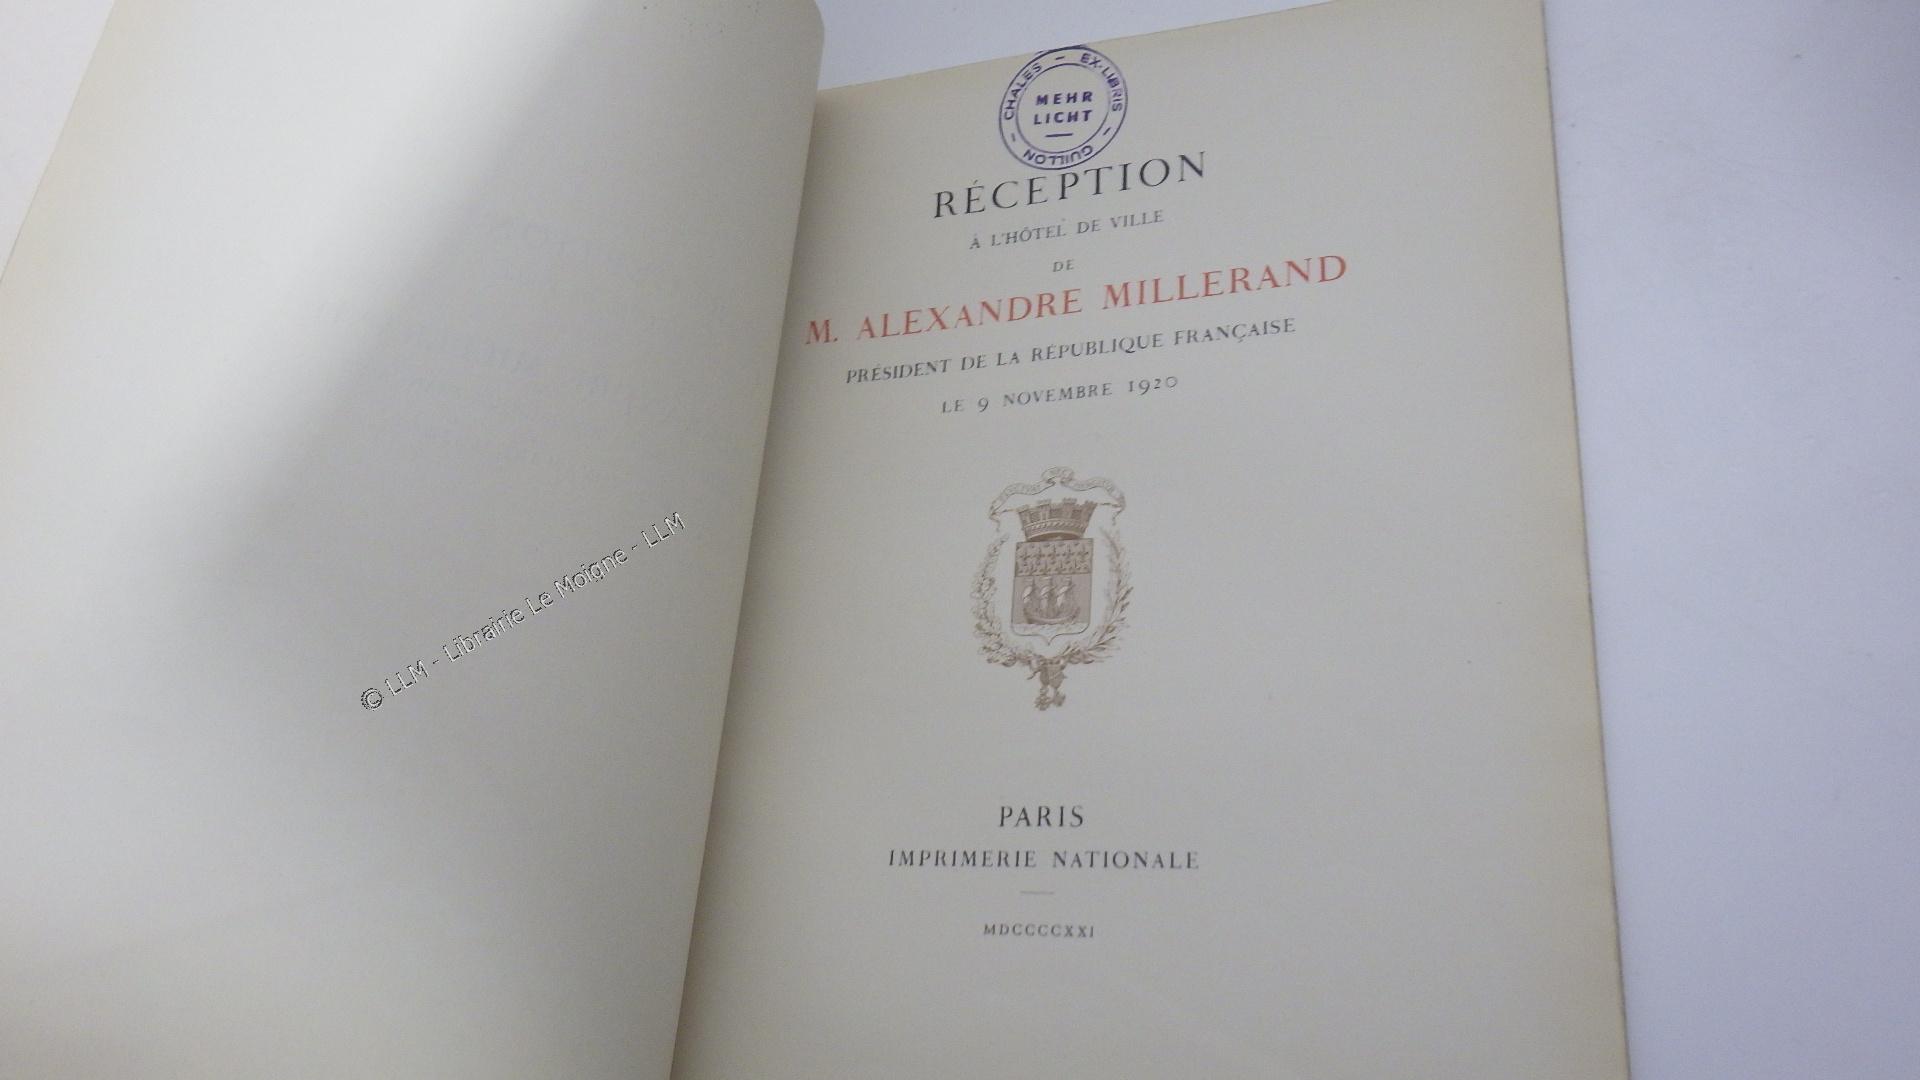 CHALES – EX-LIBRIS – GUILLON –
MEHR
LICHT
RÉCEPTION
À L'HÔTEL DE VILLE
DE
M. ALEXANDRE MILLERAND
PRÉSIDENT DE LA RÉPUBLIQUE FRANÇAISE
LE 9 NOVEMBRE 1920
PARIS
IMPRIMERIE NATIONALE
MDCCCCXXI
© LLM - Librairie Le Moigne - LLM